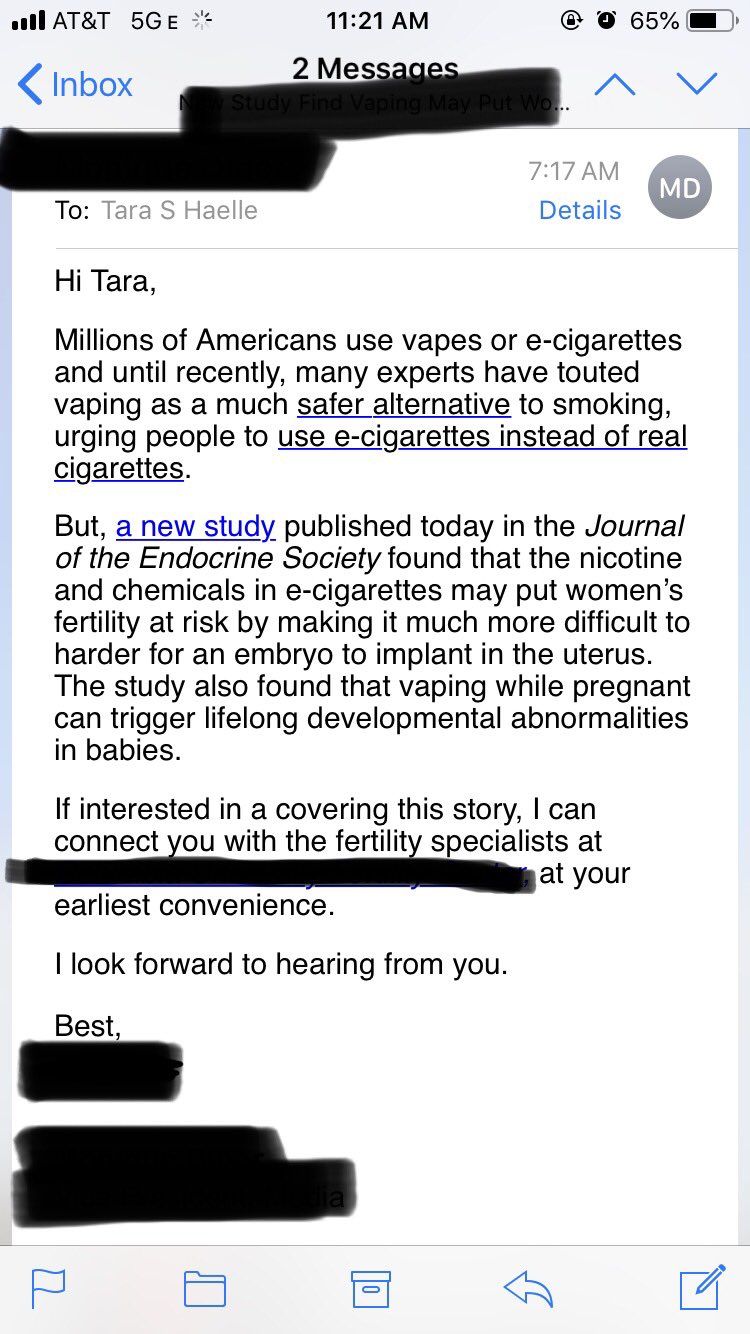 AT&T 5G E 11:21 AM 65%
Inbox
2 Messages
Study Find Vaping May Put Wo...
7:17 AM
MD
To: Tara S Haelle
Details
Hi Tara,
Millions of Americans use vapes or e-cigarettes
and until recently, many experts have touted
vaping as a much safer alternative to smoking,
urging people to use e-cigarettes instead of real
cigarettes.
But, a new study published today in the Journal
of the Endocrine Society found that the nicotine
and chemicals in e-cigarettes may put women’s
fertility at risk by making it much more difficult to
harder for an embryo to implant in the uterus.
The study also found that vaping while pregnant
can trigger lifelong developmental abnormalities
in babies.
If interested in a covering this story, I can
connect you with the fertility specialists at
at your
earliest convenience.
I look forward to hearing from you.
Best,